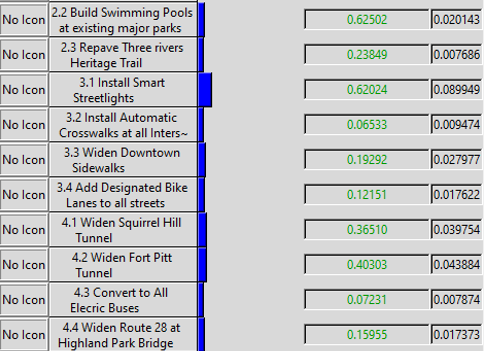 No Icon 2.2 Build Swimming Pools 0.62502 0.020143
at existing major parks
No Icon 2.3 Repave Three rivers 0.23849 0.007686
Heritage Trail
No Icon 3.1 Install Smart 0.62024 0.089949
Streetlights
No Icon 3.2 Install Automatic 0.06533 0.009474
Crosswalks at all Inters~
No Icon 3.3 Widen Downtown 0.19292 0.027977
Sidewalks
No Icon 3.4 Add Designated Bike 0.12151 0.017622
Lanes to all streets
No Icon 4.1 Widen Squirrel Hill 0.36510 0.039754
Tunnel
No Icon 4.2 Widen Fort Pitt 0.40303 0.043884
Tunnel
No Icon 4.3 Convert to All 0.07231 0.007874
Elecric Buses
No Icon 4.4 Widen Route 28 at 0.15955 0.017373
Highland Park Bridge